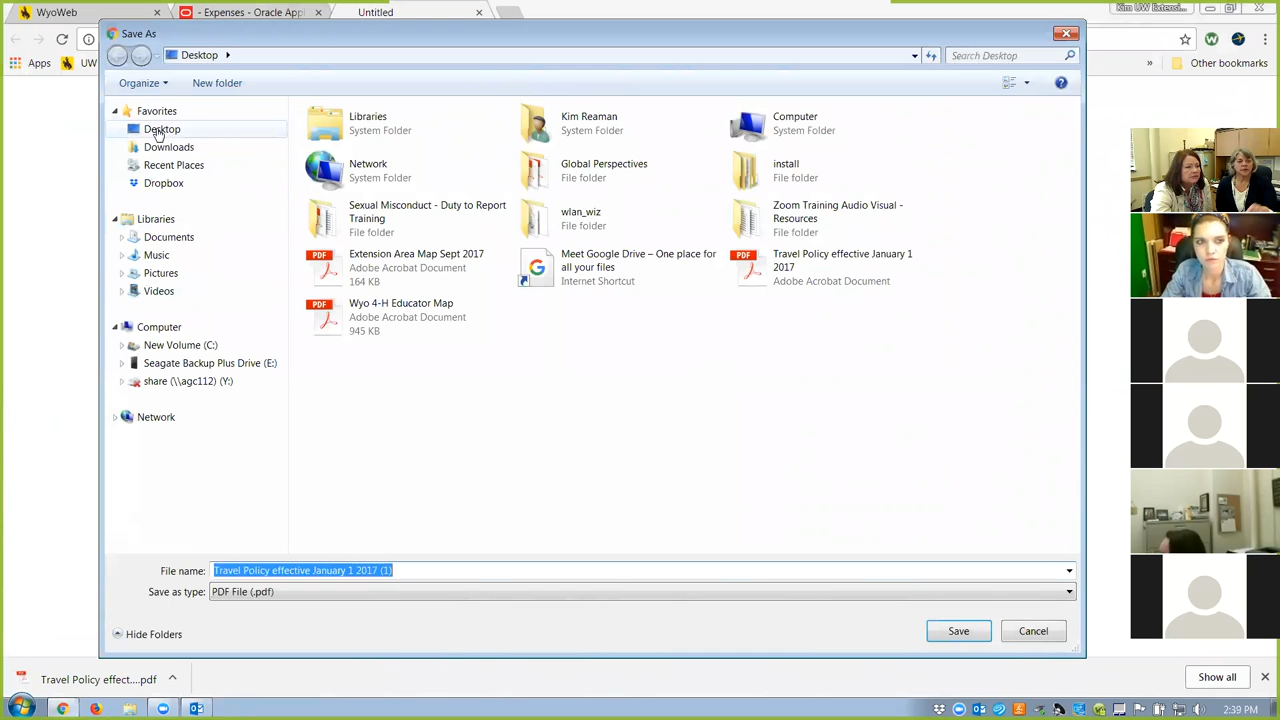 WyoWeb
- Expenses - Oracle Appl
Untitled
Kim UW Extensi...
Save As
Desktop
Search Desktop
Apps
UW
Other bookmarks
Organize
New folder
Favorites
Desktop
Downloads
Recent Places
Dropbox
Libraries
Documents
Music
Pictures
Videos
Computer
New Volume (C:)
Seagate Backup Plus Drive (E:)
share (\\agc112) (Y:)
Network
Libraries
System Folder
Kim Reaman
System Folder
Computer
System Folder
Network
System Folder
Global Perspectives
File folder
install
File folder
Sexual Misconduct - Duty to Report
Training
File folder
wlan_wiz
File folder
Zoom Training Audio Visual -
Resources
File folder
PDF
Extension Area Map Sept 2017
Adobe Acrobat Document
164 KB
Meet Google Drive – One place for
all your files
Internet Shortcut
PDF
Travel Policy effective January 1
2017
Adobe Acrobat Document
PDF
Wyo 4-H Educator Map
Adobe Acrobat Document
945 KB
File name:
Travel Policy effective January 1 2017 (1)
Save as type:
PDF File (.pdf)
Hide Folders
Save
Cancel
Travel Policy effect....pdf
Show all
2:39 PM